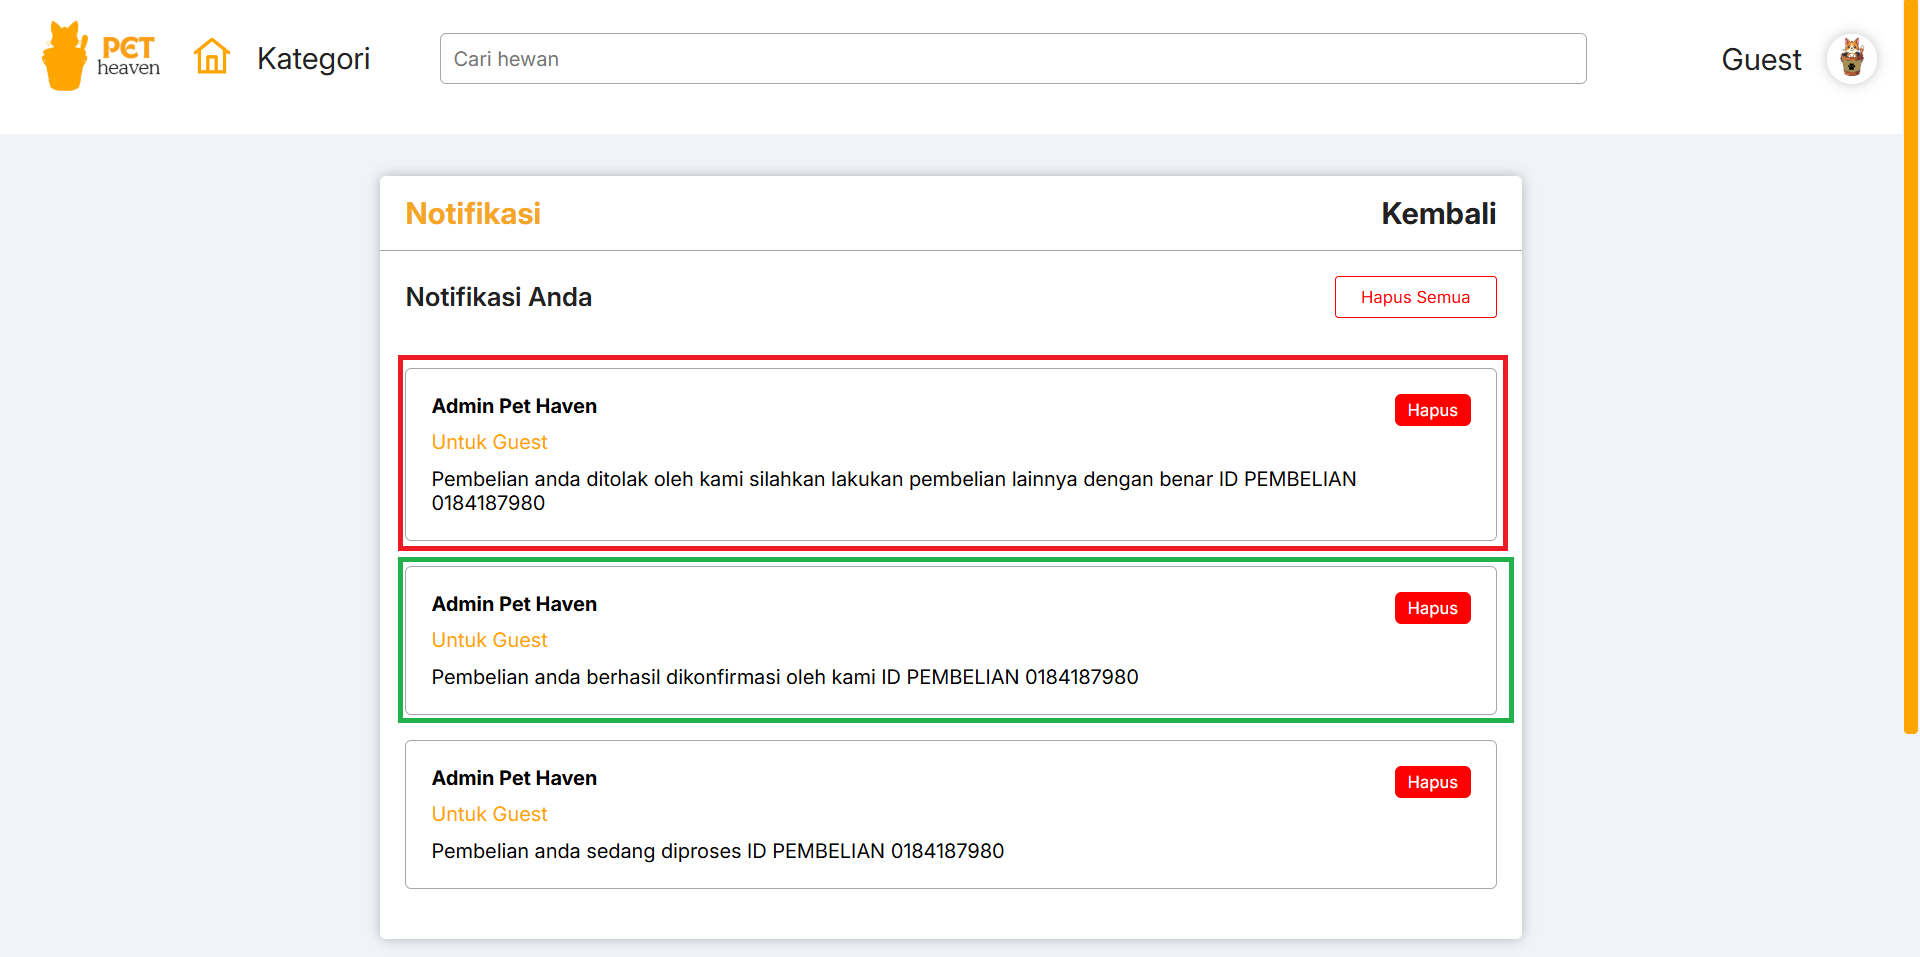 PET
heaven
Kategori
Cari hewan
Guest
Notifikasi
Kembali
Notifikasi Anda
Hapus Semua
Admin Pet Haven
Hapus
Untuk Guest
Pembelian anda ditolak oleh kami silahkan lakukan pembelian lainnya dengan benar ID PEMBELIAN
0184187980
Admin Pet Haven
Hapus
Untuk Guest
Pembelian anda berhasil dikonfirmasi oleh kami ID PEMBELIAN 0184187980
Admin Pet Haven
Hapus
Untuk Guest
Pembelian anda sedang diproses ID PEMBELIAN 0184187980